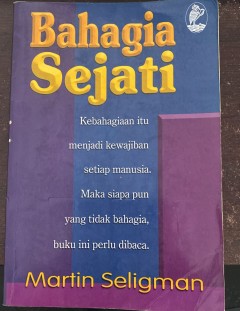 Bahagia
Sejati
Kebahagiaan itu
menjadi kewajiban
setiap manusia.
Maka siapa pun
yang tidak bahagia,
buku ini perlu dibaca.
Martin Seligman